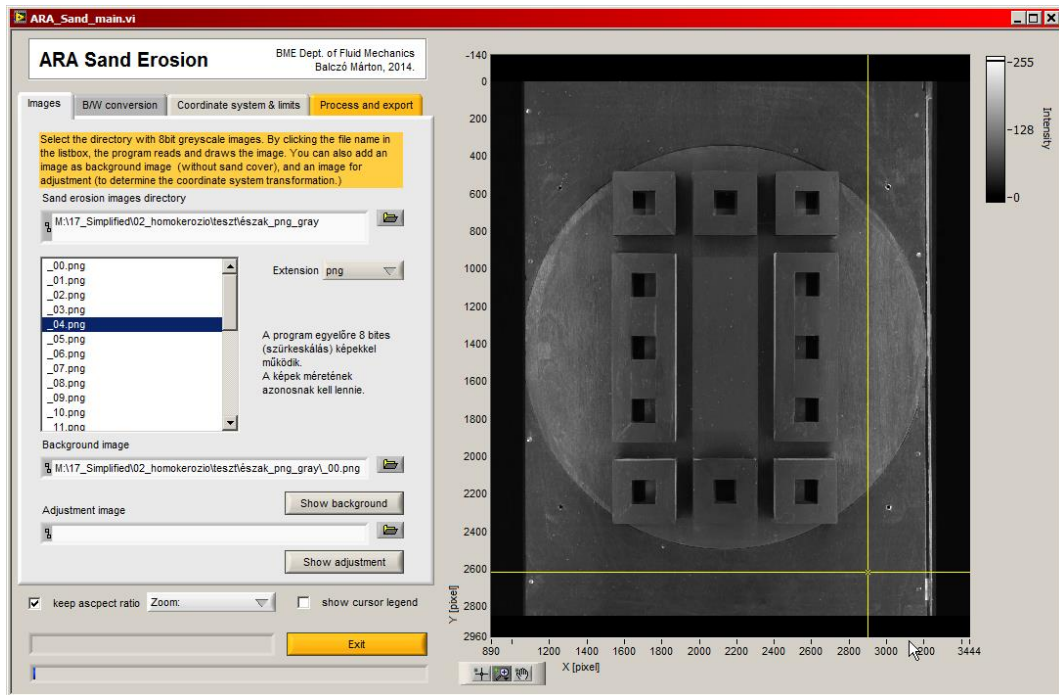 ARA_Sand_main.vi
ARA Sand Erosion
BME Dept. of Fluid Mechanics
Balczó Márton, 2014.
Images
B/W conversion
Coordinate system & limits
Process and export
Select the directory with 8bit greyscale images. By clicking the file name in
the listbox, the program reads and draws the image. You can also add an
image as background image (without sand cover), and an image for
adjustment (to determine the coordinate system transformation.)
Sand erosion images directory
M:\17_Simplified\02_homokerozio\teszt\észak_png_gray
_00.png
_01.png
_02.png
_03.png
_04.png
_05.png
_06.png
_07.png
_08.png
_09.png
_10.png
_11.png
Extension png
A program egyelőre 8 bites
(szürkeskálás) képekkel
működik.
A képek méretének
azonosnak kell lennie.
Background image
M:\17_Simplified\02_homokerozio\teszt\észak_png_gray\_00.png
Show background
Adjustment image
Show adjustment
keep ascpect ratio
Zoom:
show cursor legend
Exit
-140
0
200
400
600
800
1000
1200
1400
1600
1800
2000
2200
2400
2600
2800
2960
Y [pixel]
890 1200 1400 1600 1800 2000 2200 2400 2600 2800 3000 3200 3444
X [pixel]
-255
-128
-0
Intensity